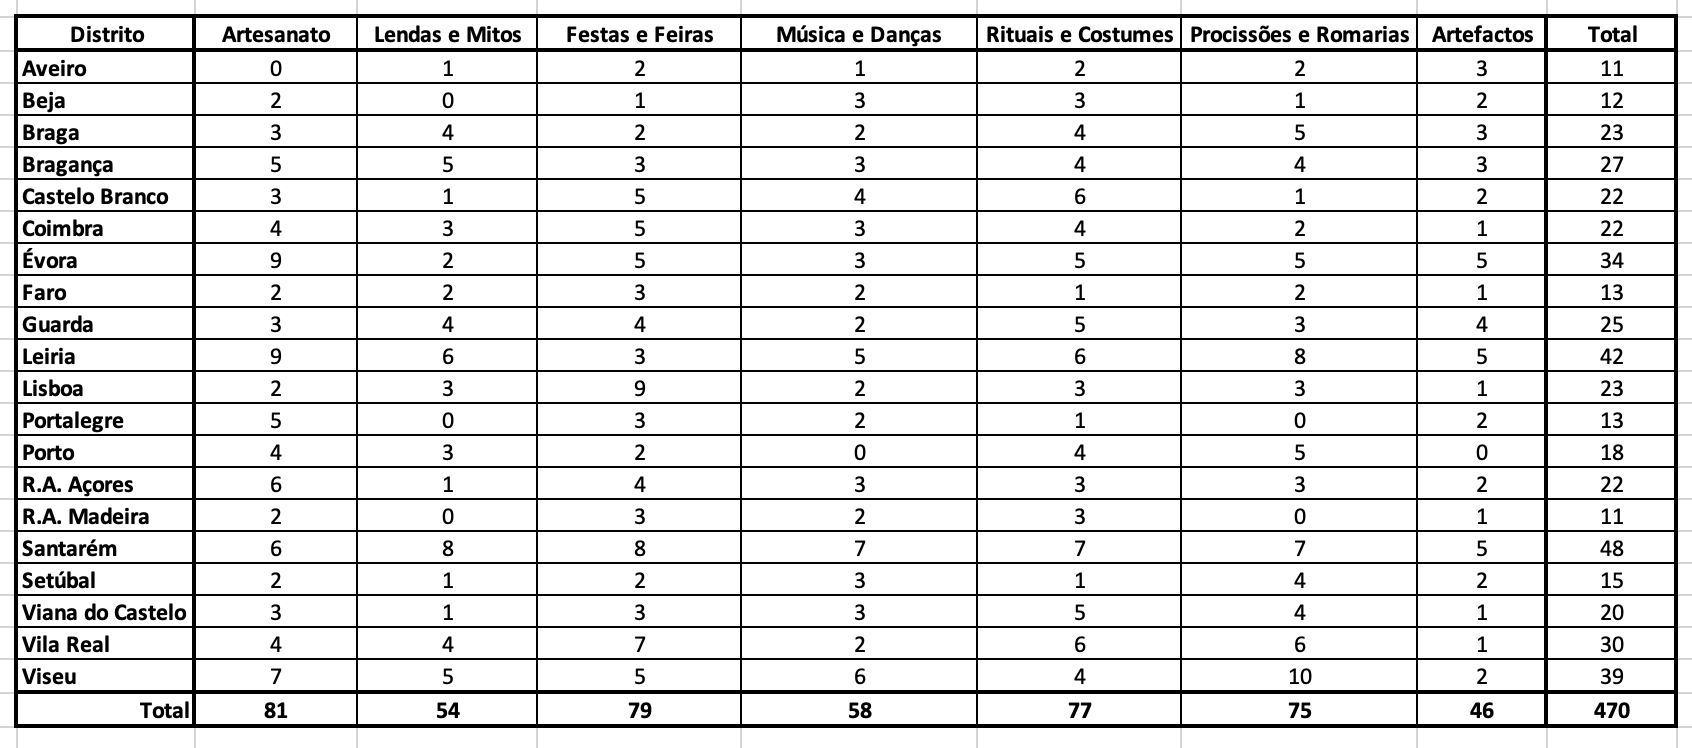 Distrito Artesanato Lendas e Mitos Festas e Feiras Música e Danças Rituais e Costumes Procissões e Romarias Artefactos Total
Aveiro 0 1 2 1 2 2 3 11
Beja 2 0 1 3 3 1 2 12
Braga 3 4 2 2 4 5 3 23
Bragança 5 5 3 3 4 4 3 27
Castelo Branco 3 1 5 4 6 1 2 22
Coimbra 4 3 5 3 4 2 1 22
Évora 9 2 5 3 5 5 5 34
Faro 2 2 3 2 1 2 1 13
Guarda 3 4 4 2 5 3 4 25
Leiria 9 6 3 5 6 8 5 42
Lisboa 2 3 9 2 3 3 1 23
Portalegre 5 0 3 2 1 0 2 13
Porto 4 3 2 0 4 5 0 18
R.A. Açores 6 1 4 3 3 3 2 22
R.A. Madeira 2 0 3 2 3 0 1 11
Santarém 6 8 8 7 7 7 5 48
Setúbal 2 1 2 3 1 4 2 15
Viana do Castelo 3 1 3 3 5 4 1 20
Vila Real 4 4 7 2 6 6 1 30
Viseu 7 5 5 6 4 10 2 39
Total 81 54 79 58 77 75 46 470